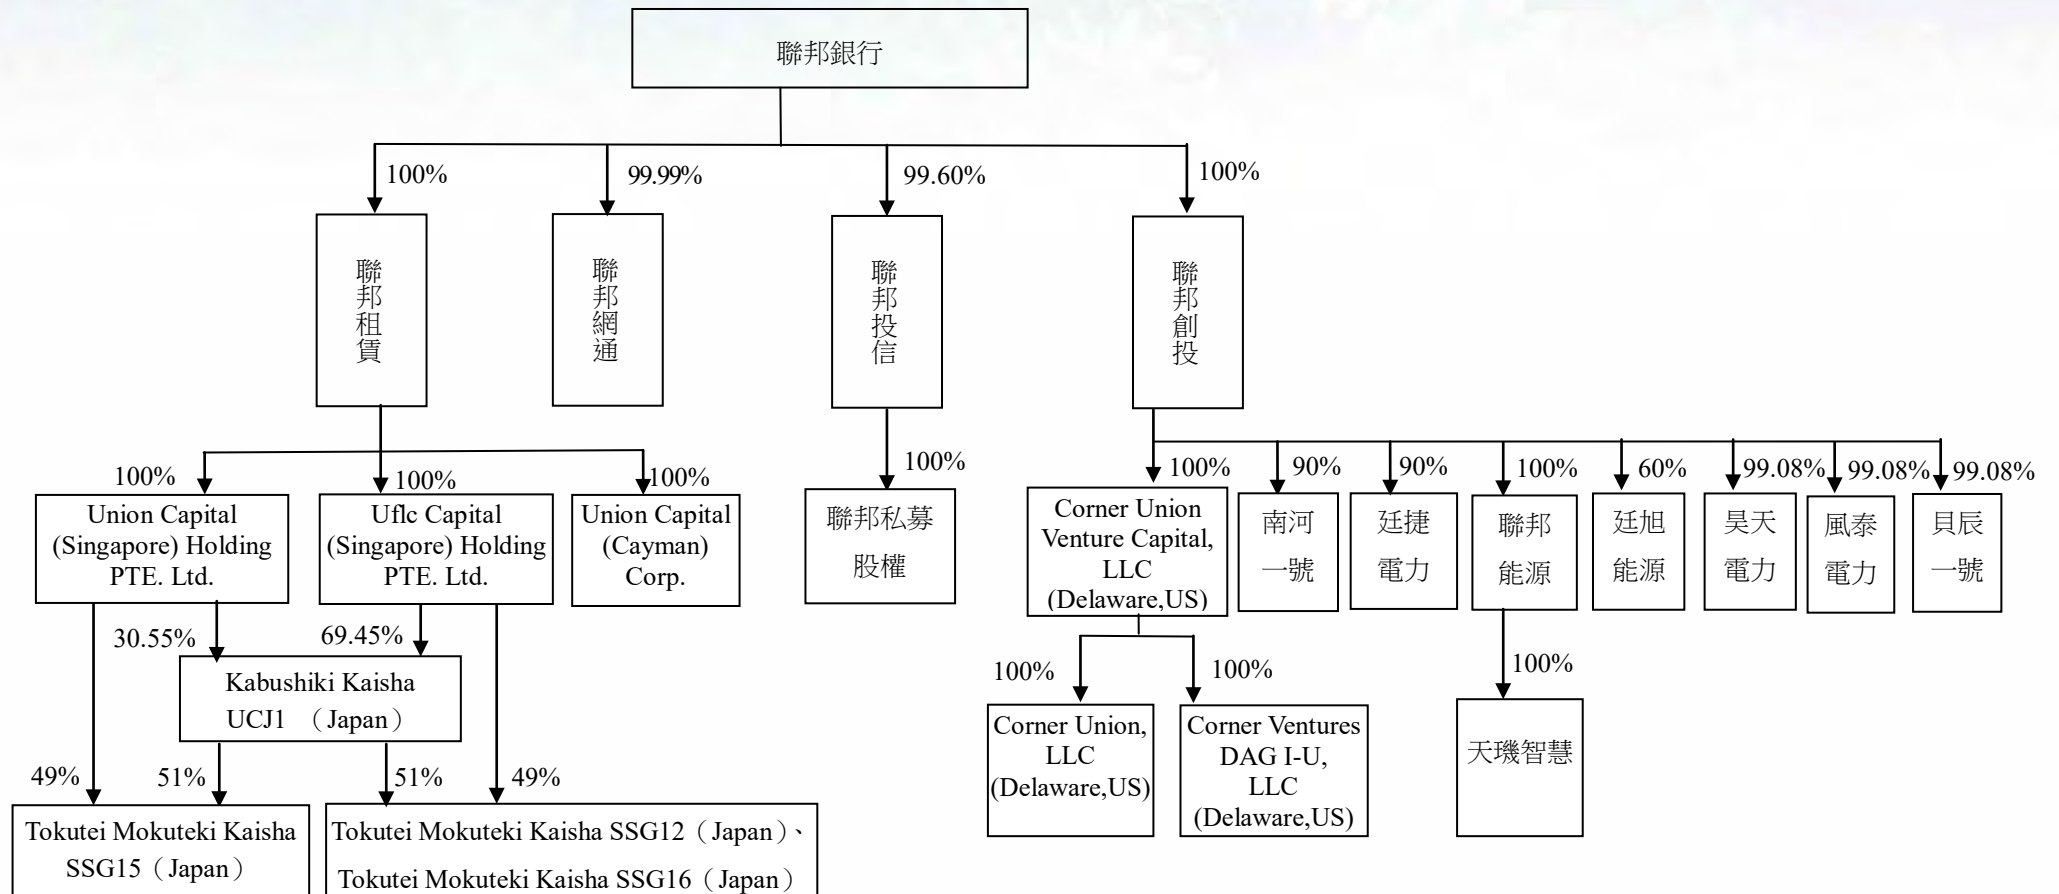 聯邦銀行
100%
99.99%
99.60%
100%
聯邦租賃
聯邦網通
聯邦投信
聯邦創投
100%
100%
100%
100%
100%
90%
90%
100%
60%
99.08%
99.08%
99.08%
Union Capital
(Singapore) Holding
PTE. Ltd.
Uflc Capital
(Singapore) Holding
PTE. Ltd.
Union Capital
(Cayman)
Corp.
聯邦私募
股權
Corner Union
Venture Capital,
LLC
(Delaware,US)
南河
一號
廷捷
電力
聯邦
能源
廷旭
能源
昊天
電力
風泰
電力
貝辰
一號
30.55%
69.45%
Kabushiki Kaisha
UCJ1 （Japan）
100%
100%
100%
Corner Union,
LLC
(Delaware,US)
Corner Ventures
DAG I-U,
LLC
(Delaware,US)
天璣智慧
49%
51%
51%
49%
Tokutei Mokuteki Kaisha
SSG15（Japan）
Tokutei Mokuteki Kaisha SSG12（Japan）、
Tokutei Mokuteki Kaisha SSG16（Japan）